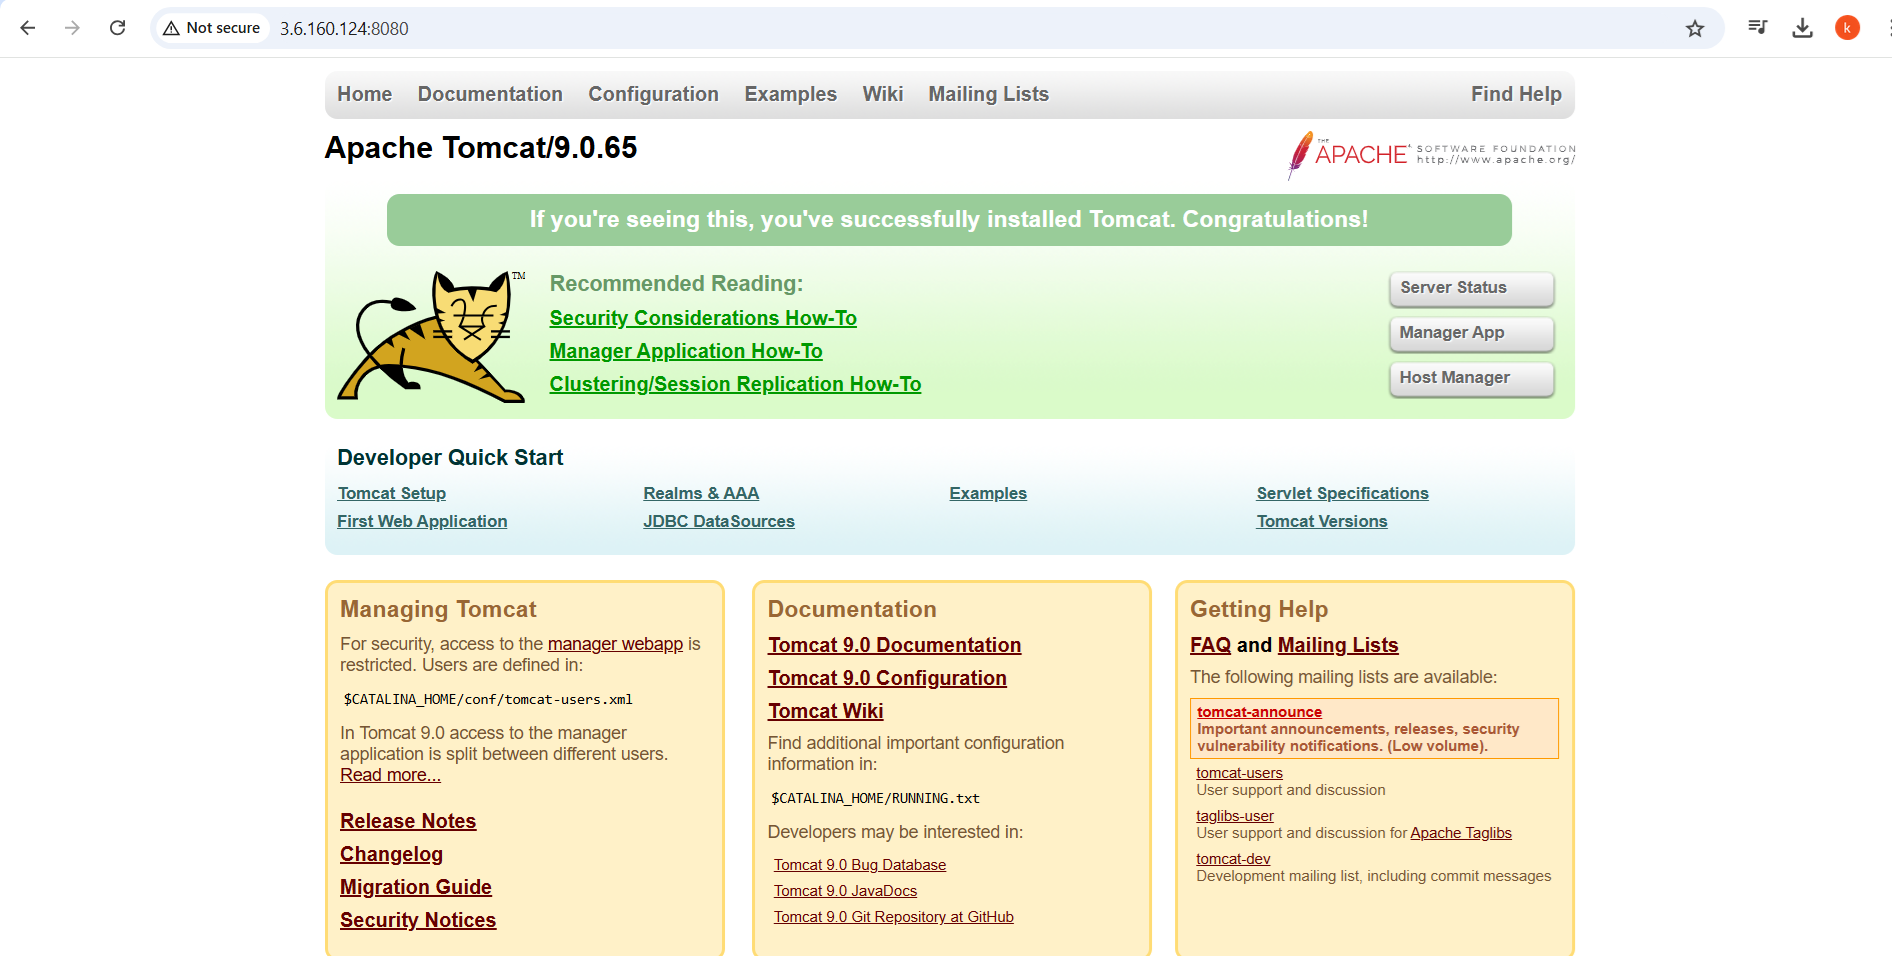 Not secure 3.6.160.124:8080
k
Home Documentation Configuration Examples Wiki Mailing Lists Find Help
Apache Tomcat/9.0.65
THE APACHE SOFTWARE FOUNDATION
http://www.apache.org/
If you're seeing this, you've successfully installed Tomcat. Congratulations!
TM
Recommended Reading:
Security Considerations How-To
Manager Application How-To
Clustering/Session Replication How-To
Server Status
Manager App
Host Manager
Developer Quick Start
Tomcat Setup
First Web Application
Realms & AAA
JDBC DataSources
Examples
Servlet Specifications
Tomcat Versions
Managing Tomcat
For security, access to the manager webapp is
restricted. Users are defined in:
$CATALINA_HOME/conf/tomcat-users.xml
In Tomcat 9.0 access to the manager
application is split between different users.
Read more...
Release Notes
Changelog
Migration Guide
Security Notices
Documentation
Tomcat 9.0 Documentation
Tomcat 9.0 Configuration
Tomcat Wiki
Find additional important configuration
information in:
$CATALINA_HOME/RUNNING.txt
Developers may be interested in:
Tomcat 9.0 Bug Database
Tomcat 9.0 JavaDocs
Tomcat 9.0 Git Repository at GitHub
Getting Help
FAQ and Mailing Lists
The following mailing lists are available:
tomcat-announce
Important announcements, releases, security
vulnerability notifications. (Low volume).
tomcat-users
User support and discussion
taglibs-user
User support and discussion for Apache Taglibs
tomcat-dev
Development mailing list, including commit messages